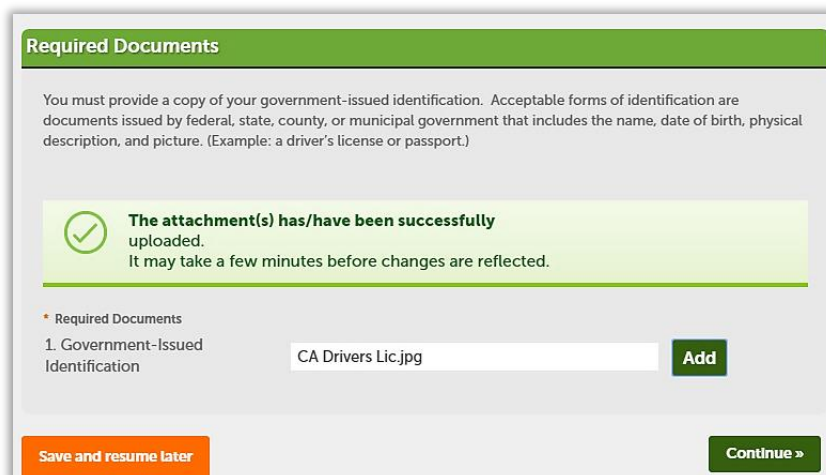 Required Documents
You must provide a copy of your government-issued identification. Acceptable forms of identification are
documents issued by federal, state, county, or municipal government that includes the name, date of birth, physical
description, and picture. (Example: a driver's license or passport.)
The attachment(s) has/have been successfully
uploaded.
It may take a few minutes before changes are reflected.
* Required Documents
1. Government-Issued
Identification
CA Drivers Lic.jpg
Add
Save and resume later
Continue »